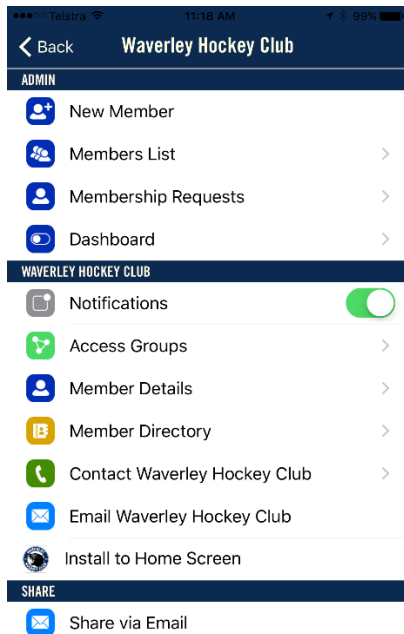 Telstra 11:18 AM 99%
Back Waverley Hockey Club
ADMIN
New Member
Members List
Membership Requests
Dashboard
WAVERLEY HOCKEY CLUB
Notifications
Access Groups
Member Details
Member Directory
Contact Waverley Hockey Club
Email Waverley Hockey Club
Install to Home Screen
SHARE
Share via Email